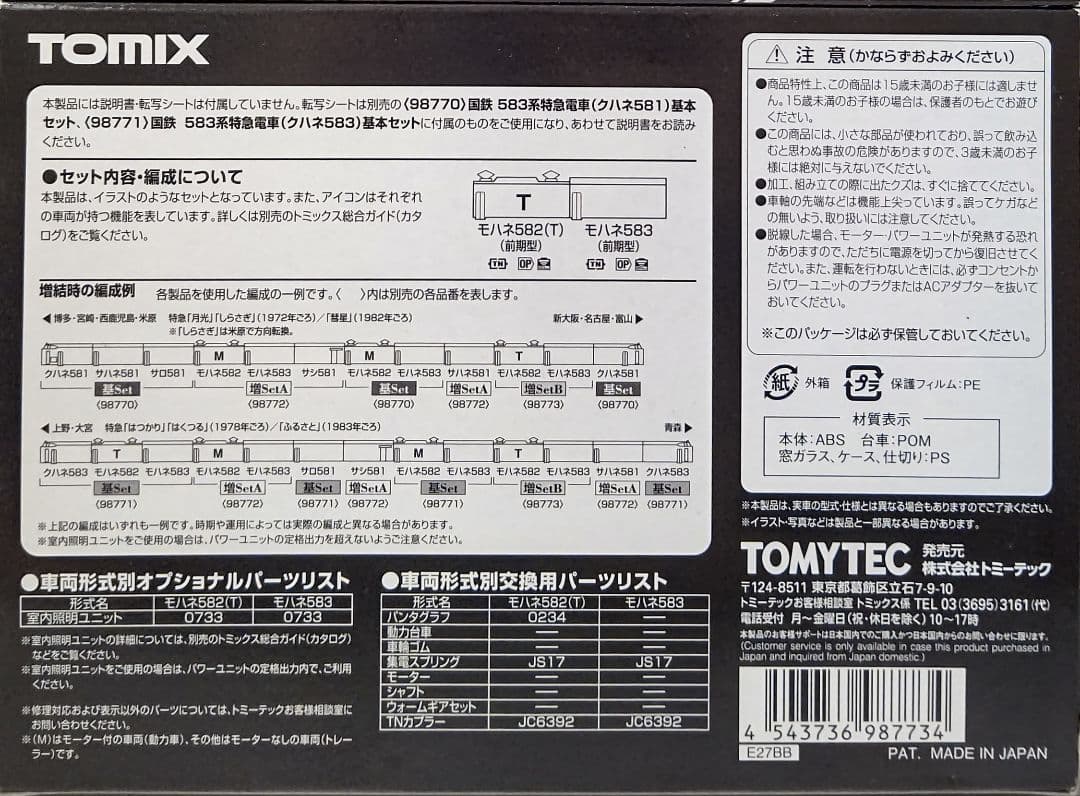 TOMIX
本製品には説明書・転写シートは付属していません。転写シートは別売の〈98770〉国鉄 583系特急電車(クハネ581)基本
セット、〈98771〉国鉄 583系特急電車(クハネ583)基本セットに付属のものをご使用になり、あわせて説明書をお読み
ください。
●セット内容・編成について
本製品は、イラストのようなセットとなっています。また、アイコンはそれぞれ
の車両が持つ機能を表しています。詳しくは別売のトミックス総合ガイド(カタ
ログ)をご覧ください。
T
モハネ582(T) モハネ583
(前期型) (前期型)
TN OP TN OP
増結時の編成例 各製品を使用した編成の一例です。〈 〉内は別売の各品番を表します。
◀博多・宮崎・西鹿児島・米原 特急「月光」「しらさぎ」(1972年ごろ)/「彗星」(1982年ごろ) 新大阪・名古屋・富山▶
※「しらさぎ」は米原で方向転換。
M M T
クハネ581 サハネ581 サロ581 モハネ582 モハネ583 サシ581 モハネ582 モハネ583 サハネ581 モハネ582 モハネ583 クハネ581
基Set 増SetA 基Set 増SetA 増SetB 基Set
〈98770〉 〈98772〉 〈98770〉 〈98772〉 〈98773〉 〈98770〉
◀上野・大宮 特急「はつかり」「はくつる」(1978年ごろ)/「ふるさと」(1983年ごろ) 青森▶
T M M T
クハネ583 モハネ582 モハネ583 モハネ582 モハネ583 サロ581 サシ581 モハネ582 モハネ583 モハネ582 モハネ583 サハネ581 クハネ583
基Set 増SetA 基Set 増SetA 基Set 増SetB 増SetA 基Set
〈98771〉 〈98772〉 〈98771〉 〈98772〉 〈98771〉 〈98773〉 〈98772〉 〈98771〉
※上記の編成はいずれも一例です。時期や運用によっては実際の編成と異なる場合があります。
※室内照明ユニットをご使用の場合は、パワーユニットの定格出力を超えないようご注意ください。
●車両形式別オプショナルパーツリスト
形式名 モハネ582(T) モハネ583
室内照明ユニット 0733 0733
※室内照明ユニットの詳細については、別売のトミックス総合ガイド(カタログ)
などをご覧ください。
※室内照明ユニットをご使用の場合は、パワーユニットの定格出力内で、ご利用
ください。
※修理対応および表示以外のパーツについては、トミーテックお客様相談室に
お問い合わせください。
※(M)はモーター付の車両(動力車)、その他はモーターなしの車両(トレー
ラー)です。
●車両形式別交換用パーツリスト
形式名 モハネ582(T) モハネ583
パンタグラフ 0234 ―
動力台車 ― ―
車輪ゴム ― ―
集電スプリング JS17 JS17
モーター ― ―
シャフト ― ―
ウォームギアセット ― ―
TNカプラー JC6392 JC6392
注 意(かならずおよみください)
●商品特性上、この商品は15歳未満のお子様には適しませ
ん。15歳未満のお子様の場合は、保護者のもとでお遊び
ください。
●この商品には、小さな部品が使われており、誤って飲み込
むと思わぬ事故の危険がありますので、3歳未満のお子
様には絶対に与えないでください。
●加工、組み立ての際に出たクズは、すぐに捨ててください。
●車輪の先端などは機能上尖っています。誤ってケガなど
の無いよう、取り扱いには注意してください。
●脱線した場合、モーター・パワーユニットが発熱する恐れ
がありますので、ただちに電源を切ってから復旧させてく
ださい。また、運転を行わないときには、必ずコンセントか
らパワーユニットのプラグまたはACアダプターを抜いて
おいてください。
※このパッケージは必ず保管しておいてください。
紙 外箱 プラ 保護フィルム:PE
材質表示
本体:ABS 台車:POM
窓ガラス、ケース、仕切り:PS
※本製品は、実車の型式・仕様とは異なる場合もありますのでご了承ください。
※イラスト・写真などは製品と一部異なる場合があります。
TOMYTEC 発売元
株式会社トミーテック
〒124-8511 東京都葛飾区立石7-9-10
トミーテックお客様相談室 トミックス係 TEL 03(3695)3161(代)
電話受付 月~金曜日(祝・休日を除く)10~17時
本製品のお客様サポートは日本国内でのご購入かつ日本国内からのお問い合わせに限ります。
(Customer service is only available in case this product purchased in
Japan and inquired from Japan domestic.)
4 543736 987734
E27BB
PAT. MADE IN JAPAN